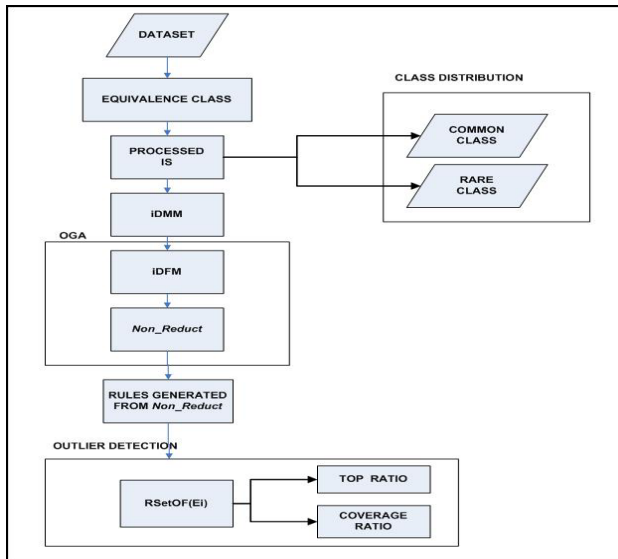 DATASET
EQUIVALENCE CLASS
CLASS DISTRIBUTION
PROCESSED
IS
COMMON
CLASS
RARE
CLASS
iDMM
OGA
iDFM
Non_Reduct
RULES GENERATED
FROM Non_Reduct
OUTLIER DETECTION
RSetOF(Ei)
TOP RATIO
COVERAGE
RATIO